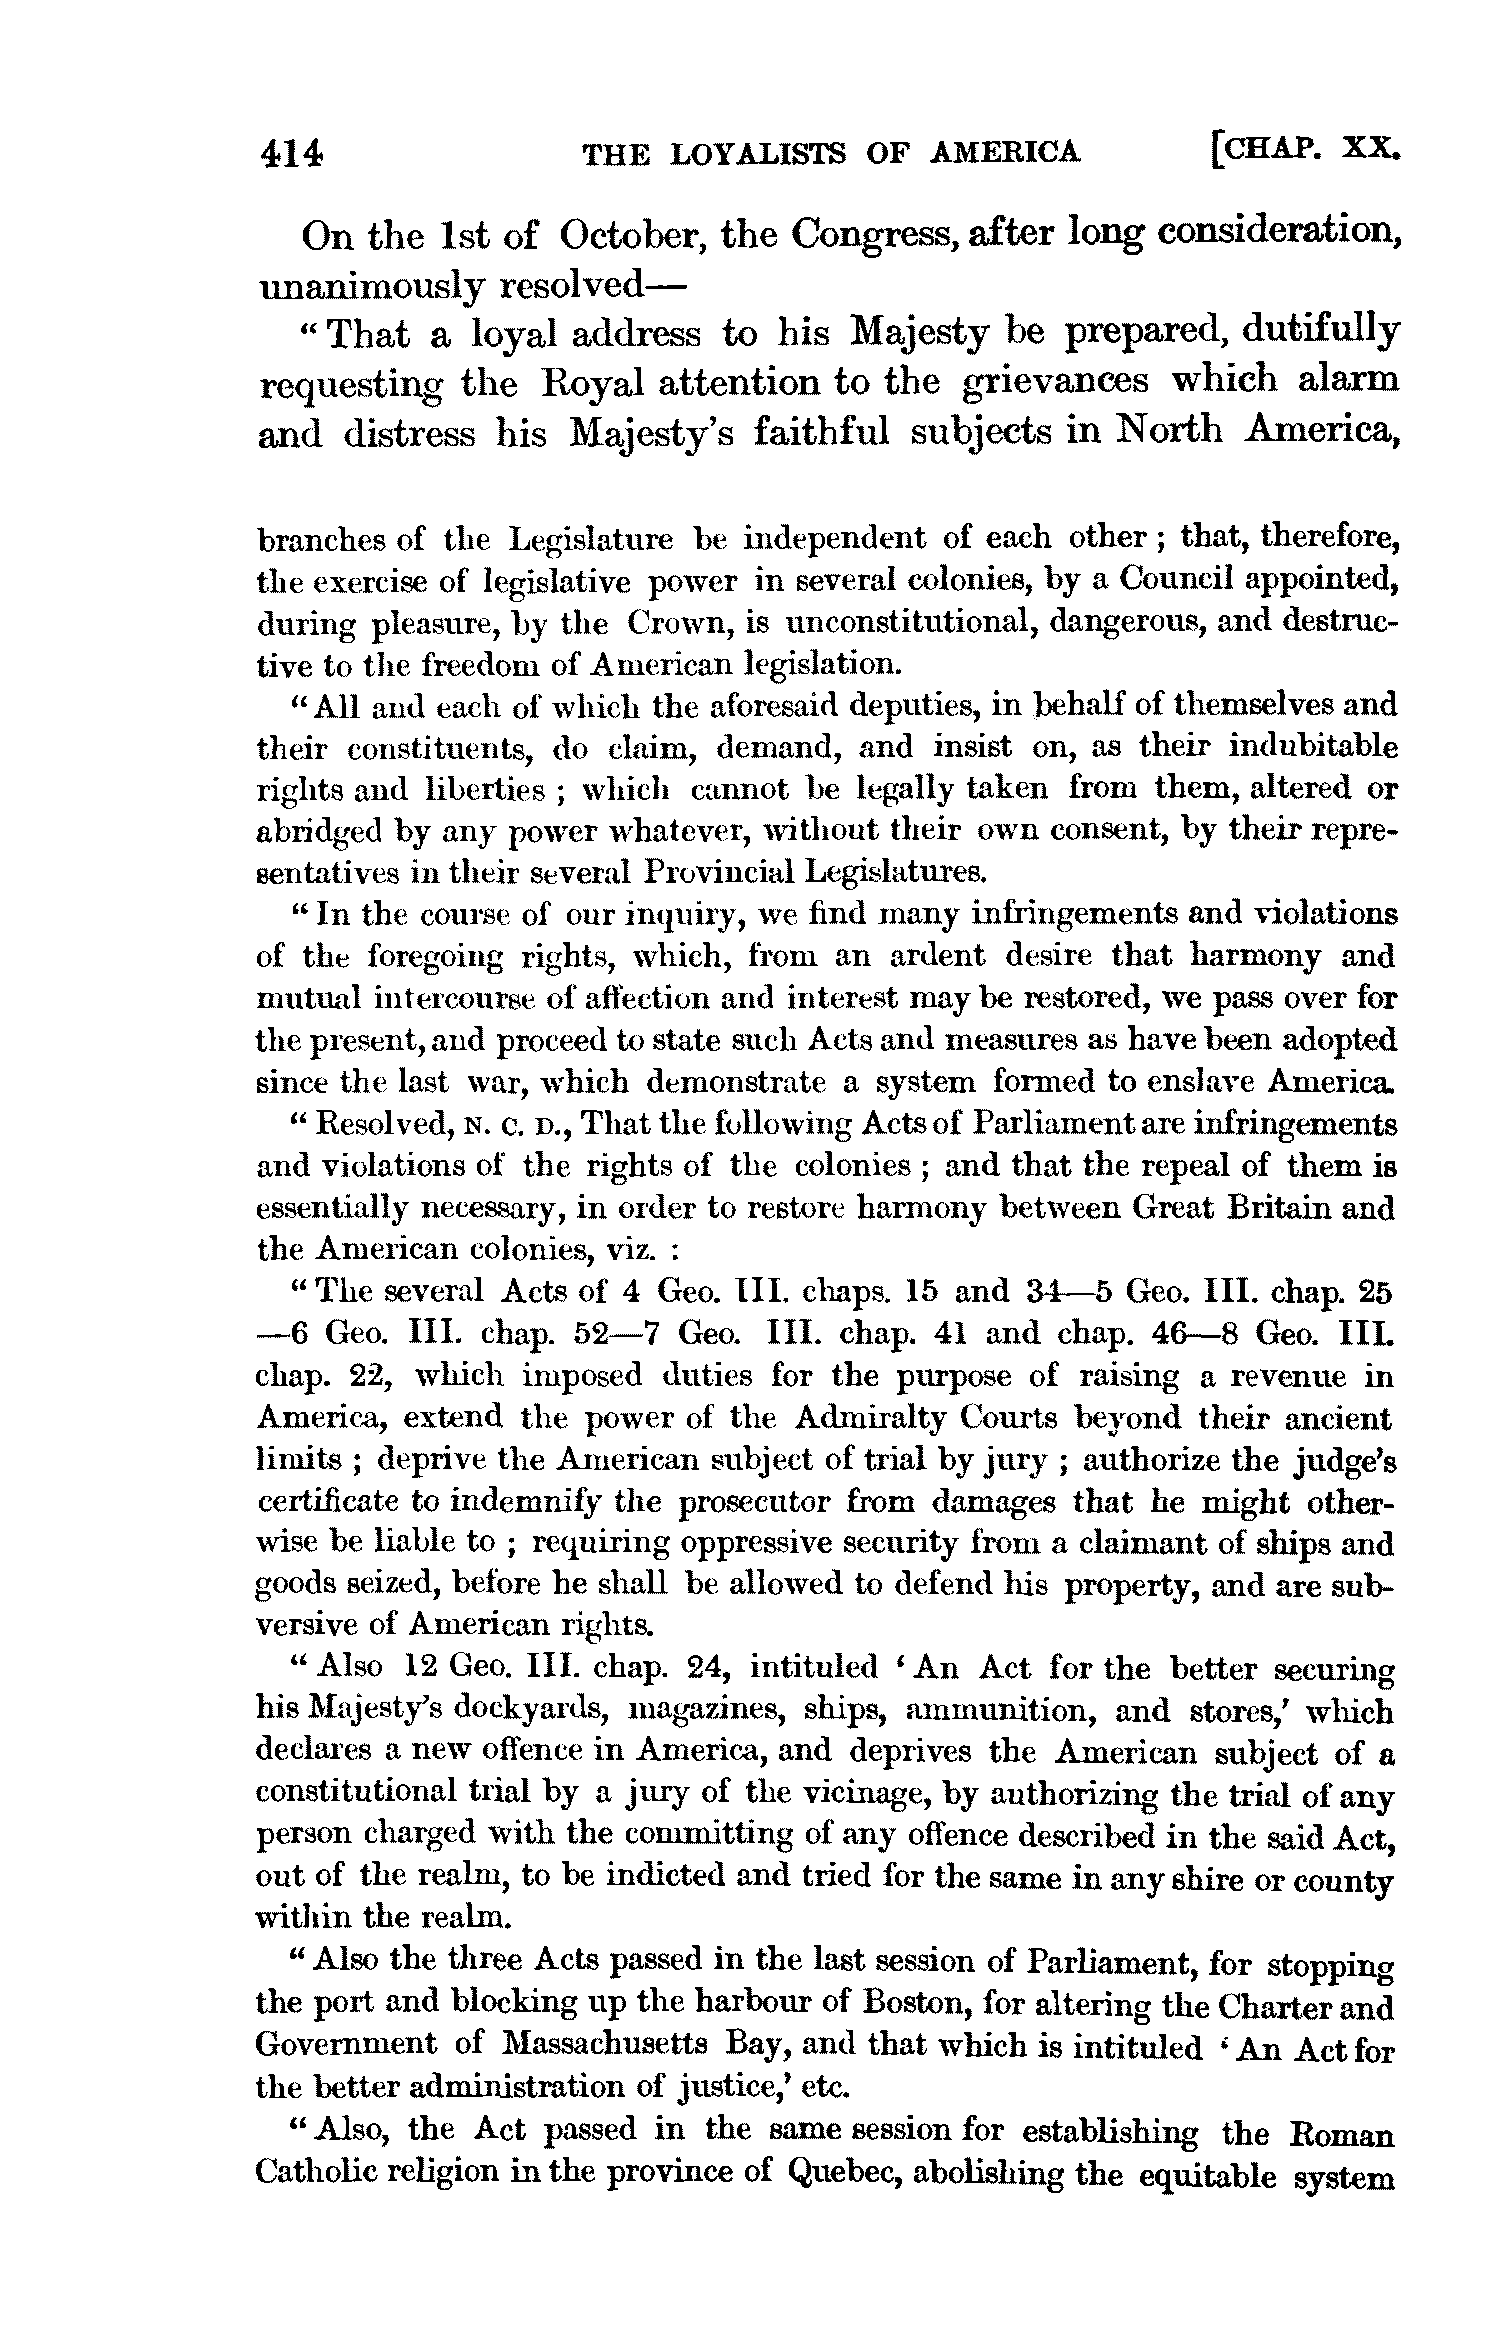 414 THE LOYALISTS OF AMERICA [CHAP. XX.
On the 1st of October, the Congress, after long consideration,
unanimously resolved—
“That a loyal address to his Majesty be prepared, dutifully
requesting the Royal attention to the grievances which alarm
and distress his Majesty’s faithful subjects in North America,
branches of the Legislature be independent of each other ; that, therefore,
the exercise of legislative power in several colonies, by a Council appointed,
during pleasure, by the Crown, is unconstitutional, dangerous, and destruc-
tive to the freedom of American legislation.
“All and each of which the aforesaid deputies, in behalf of themselves and
their constituents, do claim, demand, and insist on, as their indubitable
rights and liberties ; which cannot be legally taken from them, altered or
abridged by any power whatever, without their own consent, by their repre-
sentatives in their several Provincial Legislatures.
“In the course of our inquiry, we find many infringements and violations
of the foregoing rights, which, from an ardent desire that harmony and
mutual intercourse of affection and interest may be restored, we pass over for
the present, and proceed to state such Acts and measures as have been adopted
since the last war, which demonstrate a system formed to enslave America.
“Resolved, N. C. D., That the following Acts of Parliament are infringements
and violations of the rights of the colonies ; and that the repeal of them is
essentially necessary, in order to restore harmony between Great Britain and
the American colonies, viz. :
“The several Acts of 4 Geo. III. chaps. 15 and 34—5 Geo. III. chap. 25
—6 Geo. III. chap. 52—7 Geo. III. chap. 41 and chap. 46—8 Geo. III.
chap. 22, which imposed duties for the purpose of raising a revenue in
America, extend the power of the Admiralty Courts beyond their ancient
limits ; deprive the American subject of trial by jury ; authorize the judge’s
certificate to indemnify the prosecutor from damages that he might other-
wise be liable to ; requiring oppressive security from a claimant of ships and
goods seized, before he shall be allowed to defend his property, and are sub-
versive of American rights.
“Also 12 Geo. III. chap. 24, intituled ‘An Act for the better securing
his Majesty’s dockyards, magazines, ships, ammunition, and stores,’ which
declares a new offence in America, and deprives the American subject of a
constitutional trial by a jury of the vicinage, by authorizing the trial of any
person charged with the committing of any offence described in the said Act,
out of the realm, to be indicted and tried for the same in any shire or county
within the realm.
“Also the three Acts passed in the last session of Parliament, for stopping
the port and blocking up the harbour of Boston, for altering the Charter and
Government of Massachusetts Bay, and that which is intituled ‘An Act for
the better administration of justice,’ etc.
“Also, the Act passed in the same session for establishing the Roman
Catholic religion in the province of Quebec, abolishing the equitable system